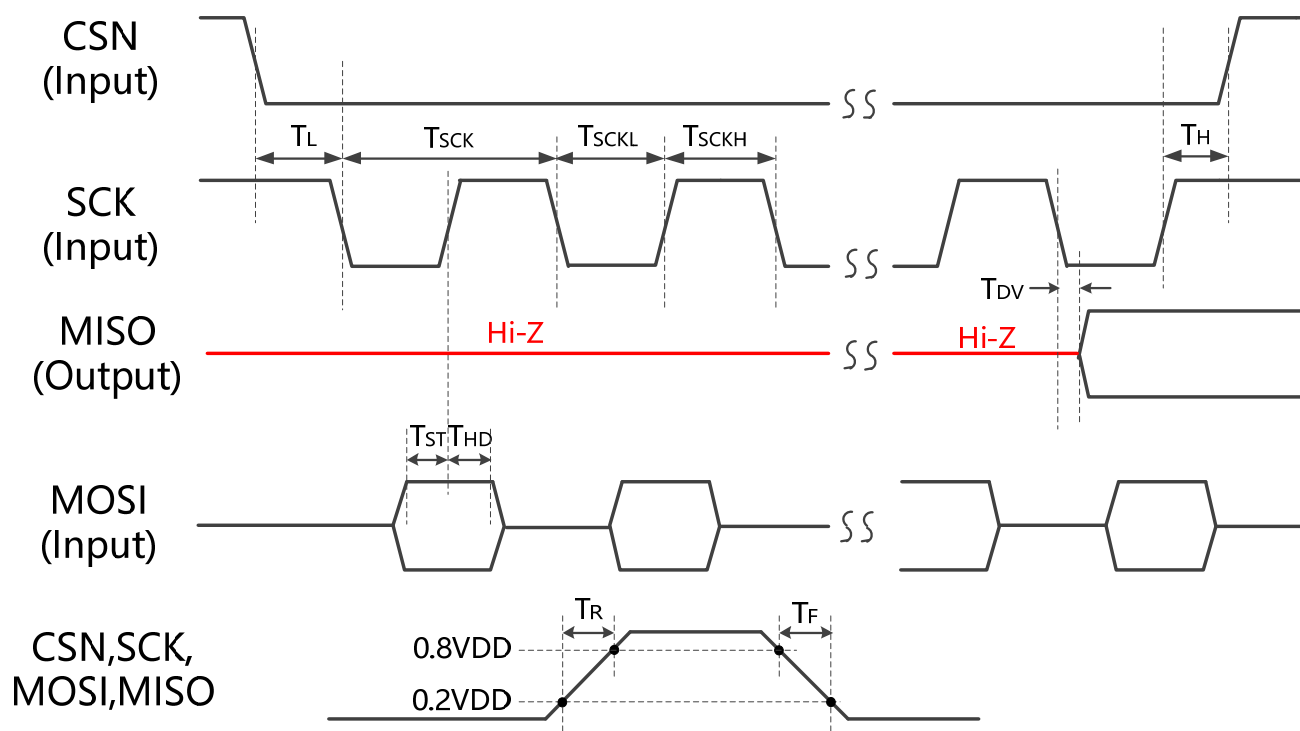 CSN
(Input)
TL TSCK TSCKL TSCKH TH
SCK
(Input)
TDV
MISO
(Output)
Hi-Z Hi-Z
TST THD
MOSI
(Input)
TR TF
CSN,SCK,
MOSI,MISO
0.8VDD
0.2VDD